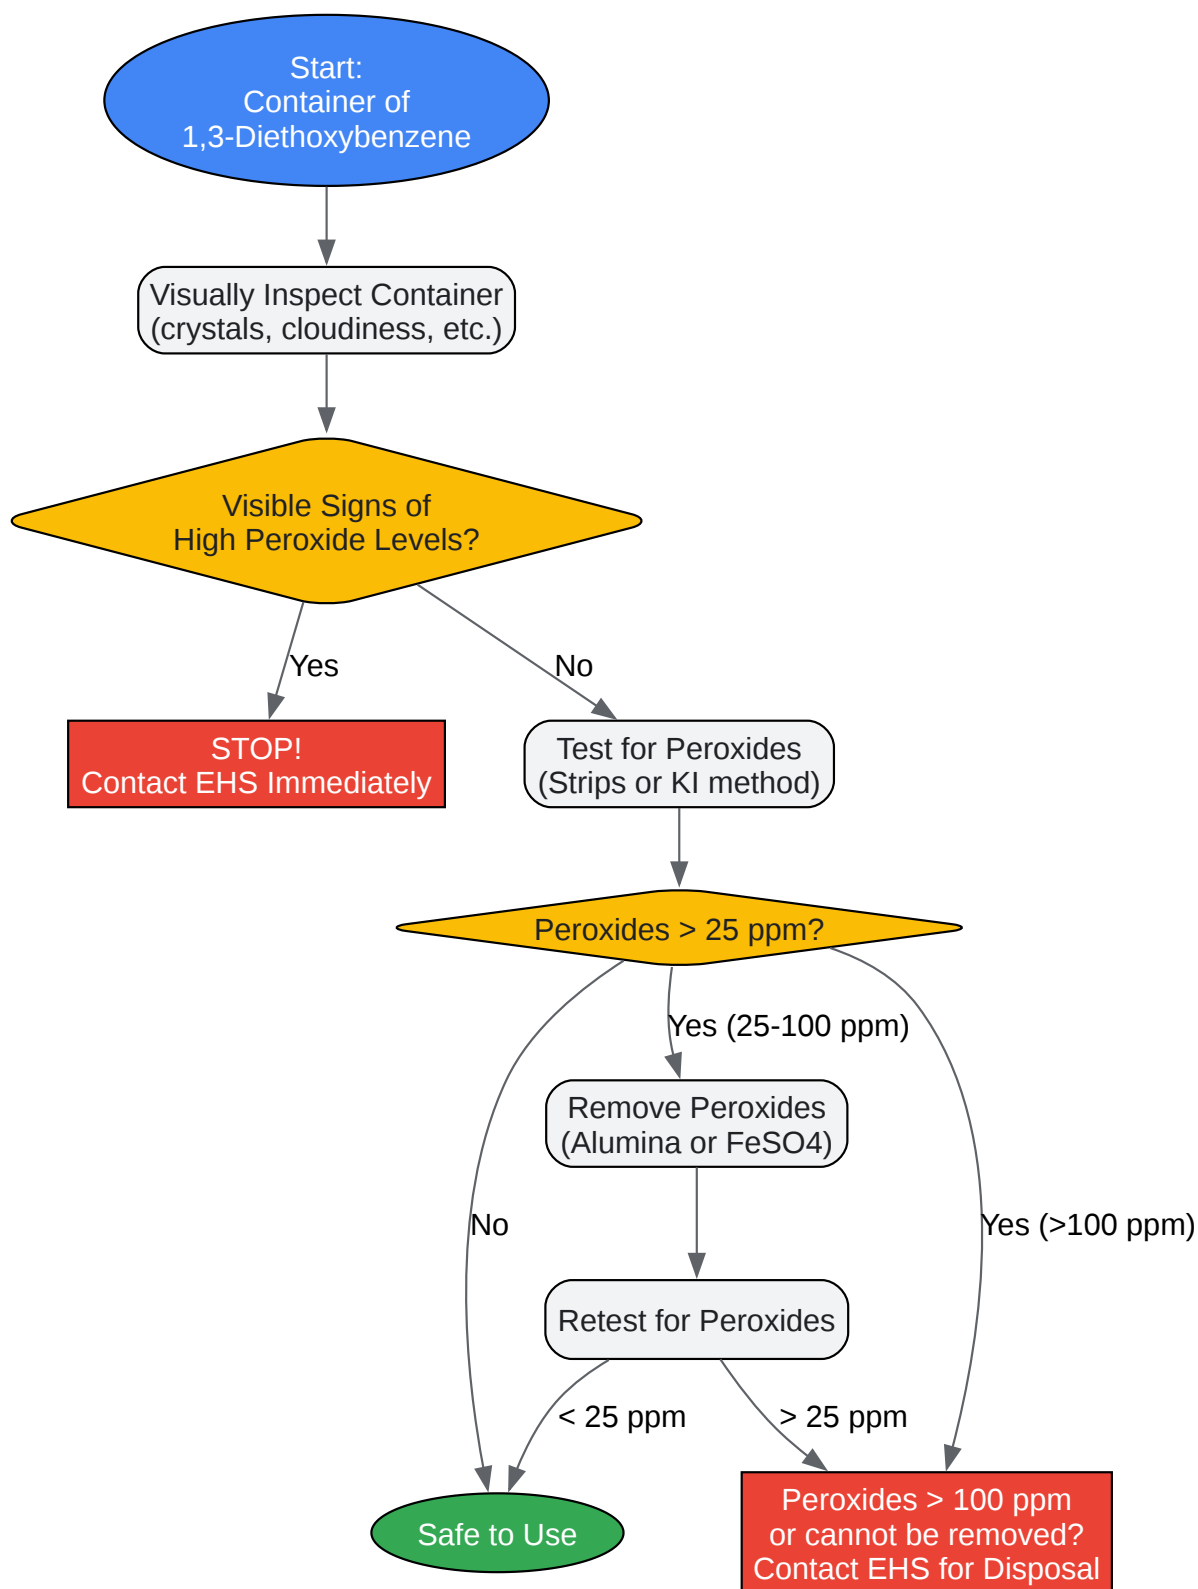 Start:
Container of
1,3-Diethoxybenzene
Visually Inspect Container
(crystals, cloudiness, etc.)
Visible Signs of
High Peroxide Levels?
Yes
No
STOP!
Contact EHS Immediately
Test for Peroxides
(Strips or KI method)
Peroxides > 25 ppm?
Yes (25-100 ppm)
Remove Peroxides
(Alumina or FeSO4)
No
Yes (>100 ppm)
Retest for Peroxides
< 25 ppm
> 25 ppm
Safe to Use
Peroxides > 100 ppm
or cannot be removed?
Contact EHS for Disposal